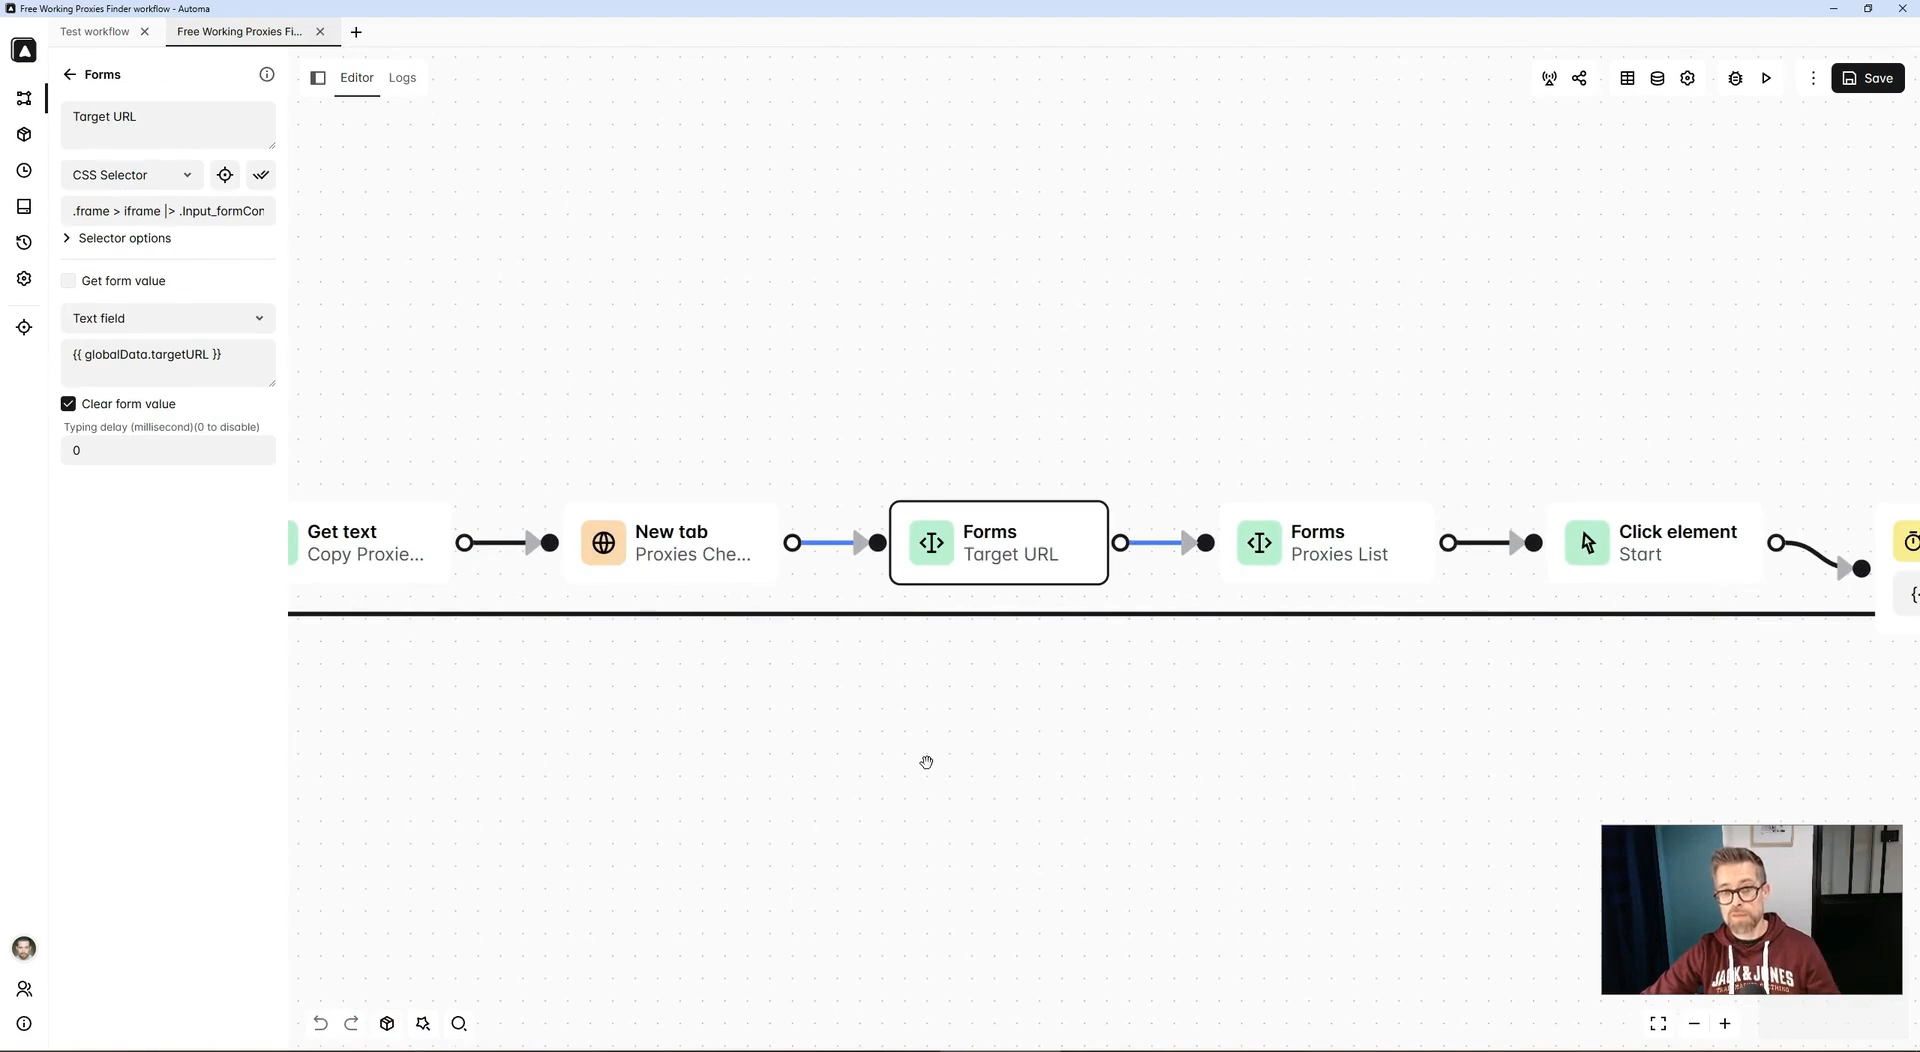 Free Working Proxies Finder workflow - Automa
Test workflow
Free Working Proxies Fi...
Forms
Editor
Logs
Save
Target URL
CSS Selector
.frame > iframe |> .Input_formCor
Selector options
Get form value
Text field
{{ globalData.targetURL }}
Clear form value
Typing delay (millisecond)(0 to disable)
0
Get text
Copy Proxie...
New tab
Proxies Che...
Forms
Target URL
Forms
Proxies List
Click element
Start
JACK & JONES